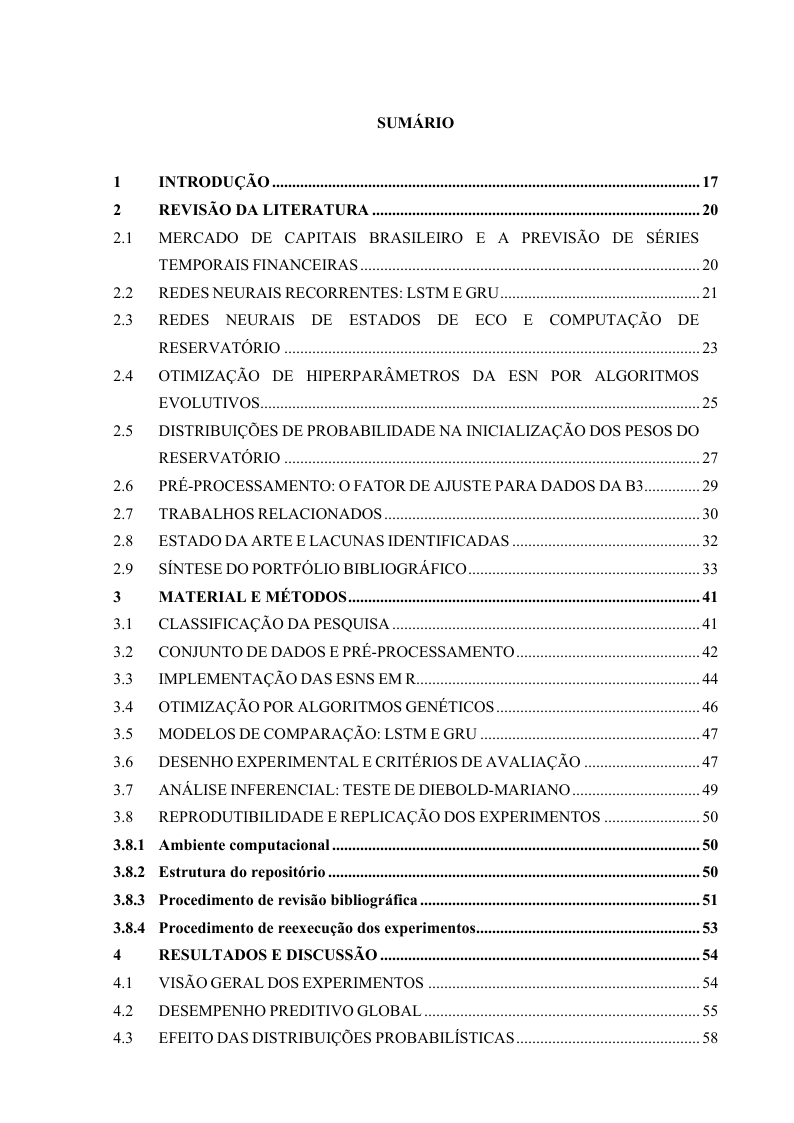 SUMÁRIO
1 INTRODUÇÃO ........................................................................................................... 17
2 REVISÃO DA LITERATURA .................................................................................. 20
2.1 MERCADO DE CAPITAIS BRASILEIRO E A PREVISÃO DE SÉRIES
TEMPORAIS FINANCEIRAS ..................................................................................... 20
2.2 REDES NEURAIS RECORRENTES: LSTM E GRU .................................................. 21
2.3 REDES NEURAIS DE ESTADOS DE ECO E COMPUTAÇÃO DE
RESERVATÓRIO ........................................................................................................ 23
2.4 OTIMIZAÇÃO DE HIPERPARÂMETROS DA ESN POR ALGORITMOS
EVOLUTIVOS.............................................................................................................. 25
2.5 DISTRIBUIÇÕES DE PROBABILIDADE NA INICIALIZAÇÃO DOS PESOS DO
RESERVATÓRIO ........................................................................................................ 27
2.6 PRÉ-PROCESSAMENTO: O FATOR DE AJUSTE PARA DADOS DA B3.............. 29
2.7 TRABALHOS RELACIONADOS ............................................................................... 30
2.8 ESTADO DA ARTE E LACUNAS IDENTIFICADAS ............................................... 32
2.9 SÍNTESE DO PORTFÓLIO BIBLIOGRÁFICO .......................................................... 33
3 MATERIAL E MÉTODOS ........................................................................................ 41
3.1 CLASSIFICAÇÃO DA PESQUISA ............................................................................. 41
3.2 CONJUNTO DE DADOS E PRÉ-PROCESSAMENTO .............................................. 42
3.3 IMPLEMENTAÇÃO DAS ESNS EM R....................................................................... 44
3.4 OTIMIZAÇÃO POR ALGORITMOS GENÉTICOS ................................................... 46
3.5 MODELOS DE COMPARAÇÃO: LSTM E GRU ....................................................... 47
3.6 DESENHO EXPERIMENTAL E CRITÉRIOS DE AVALIAÇÃO ............................. 47
3.7 ANÁLISE INFERENCIAL: TESTE DE DIEBOLD-MARIANO ................................ 49
3.8 REPRODUTIBILIDADE E REPLICAÇÃO DOS EXPERIMENTOS ........................ 50
3.8.1 Ambiente computacional ............................................................................................ 50
3.8.2 Estrutura do repositório ............................................................................................. 50
3.8.3 Procedimento de revisão bibliográfica ...................................................................... 51
3.8.4 Procedimento de reexecução dos experimentos........................................................ 53
4 RESULTADOS E DISCUSSÃO ................................................................................ 54
4.1 VISÃO GERAL DOS EXPERIMENTOS .................................................................... 54
4.2 DESEMPENHO PREDITIVO GLOBAL ..................................................................... 55
4.3 EFEITO DAS DISTRIBUIÇÕES PROBABILÍSTICAS .............................................. 58